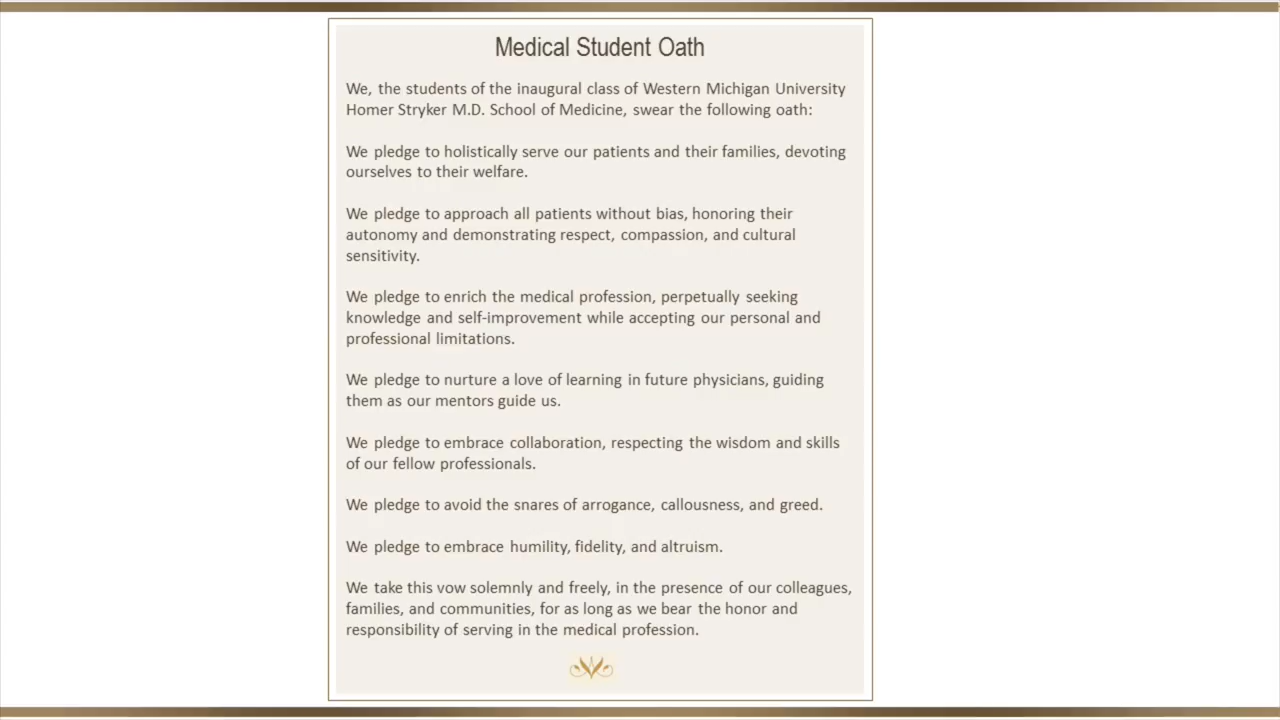 Medical Student Oath
We, the students of the inaugural class of Western Michigan University
Homer Stryker M.D. School of Medicine, swear the following oath:
We pledge to holistically serve our patients and their families, devoting
ourselves to their welfare.
We pledge to approach all patients without bias, honoring their
autonomy and demonstrating respect, compassion, and cultural
sensitivity.
We pledge to enrich the medical profession, perpetually seeking
knowledge and self-improvement while accepting our personal and
professional limitations.
We pledge to nurture a love of learning in future physicians, guiding
them as our mentors guide us.
We pledge to embrace collaboration, respecting the wisdom and skills
of our fellow professionals.
We pledge to avoid the snares of arrogance, callousness, and greed.
We pledge to embrace humility, fidelity, and altruism.
We take this vow solemnly and freely, in the presence of our colleagues,
families, and communities, for as long as we bear the honor and
responsibility of serving in the medical profession.